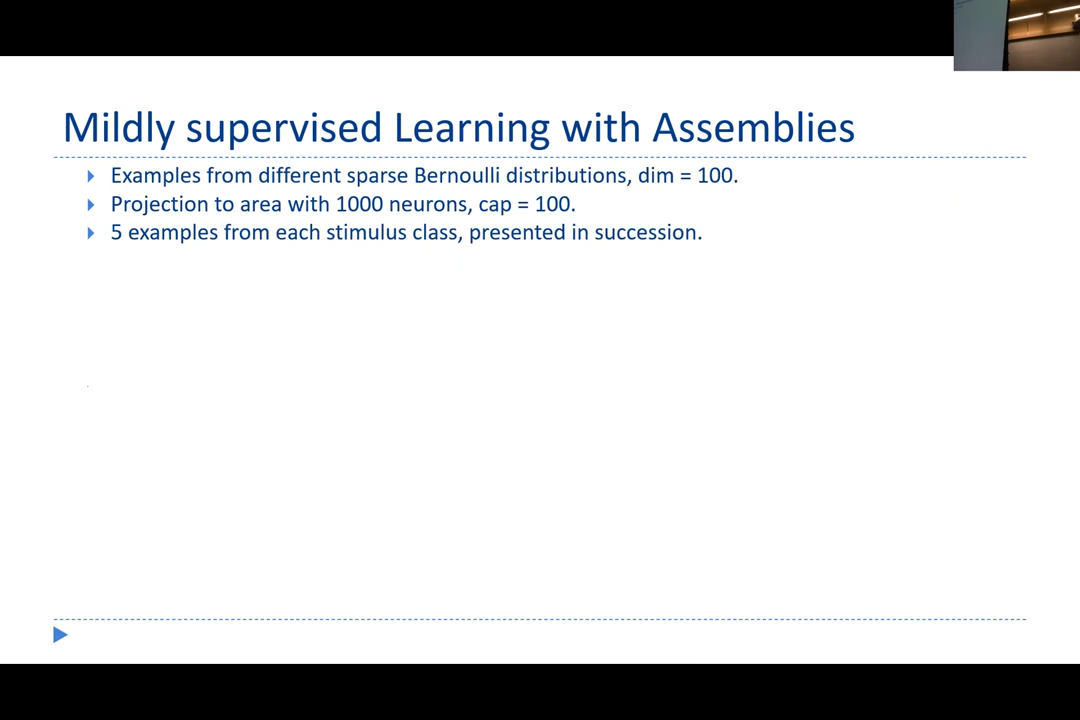 Mildly supervised Learning with Assemblies
Examples from different sparse Bernoulli distributions, dim = 100.
Projection to area with 1000 neurons, cap = 100.
5 examples from each stimulus class, presented in succession.